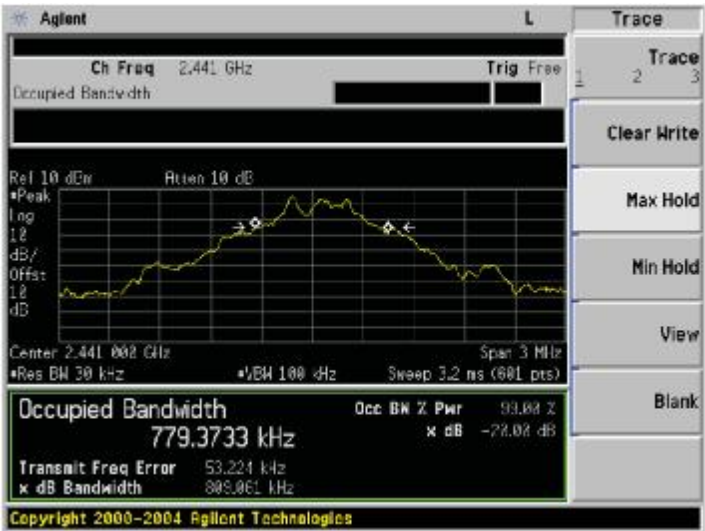 Agilent L Trace
Ch Freq 2.441 GHz Trig Free
Occupied Bandwidth
Trace
1 2 3
Clear Write
Max Hold
Min Hold
View
Blank
Ref 10 dBm Atten 10 dB
•Peak
Log
10
dB/
Offst
10
dB
Center 2.441 000 GHz Span 3 MHz
•Res BW 30 kHz •VBW 100 kHz Sweep 3.2 ms (601 pts)
Occupied Bandwidth
779.3733 kHz
Occ BW % Pwr 99.00 %
x dB -20.00 dB
Transmit Freq Error 53.224 kHz
x dB Bandwidth 809.061 kHz
Copyright 2000-2004 Agilent Technologies